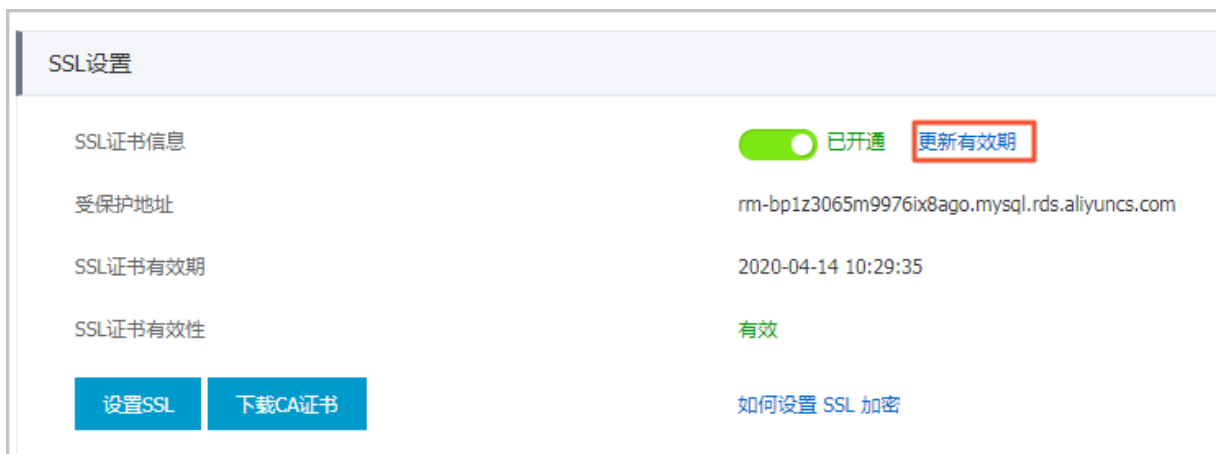 SSL设置
SSL证书信息 已开通 更新有效期
受保护地址 rm-bp1z3065m9976ix8ago.mysql.rds.aliyuncs.com
SSL证书有效期 2020-04-14 10:29:35
SSL证书有效性 有效
设置SSL 下载CA证书 如何设置 SSL 加密